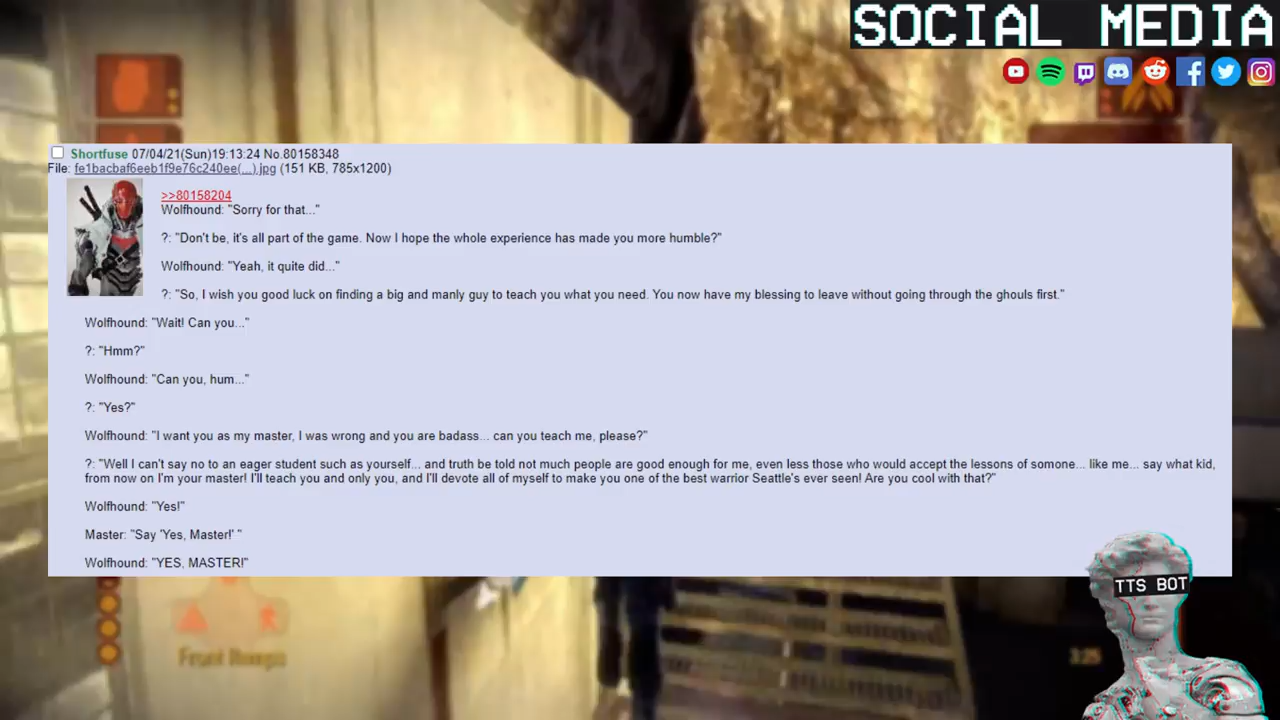 SOCIAL MEDIA
Shortfuse 07/04/21(Sun)19:13:24 No.80158348
File: fe1bacbaf6eeb1f9e76c240ee(...).jpg (151 KB, 785x1200)
>>80158204
Wolfhound: "Sorry for that..."
?: "Don't be, it's all part of the game. Now I hope the whole experience has made you more humble?"
Wolfhound: "Yeah, it quite did..."
?: "So, I wish you good luck on finding a big and manly guy to teach you what you need. You now have my blessing to leave without going through the ghouls first."
Wolfhound: "Wait! Can you..."
?: "Hmm?"
Wolfhound: "Can you, hum..."
?: "Yes?"
Wolfhound: "I want you as my master, I was wrong and you are badass... can you teach me, please?"
?: "Well I can't say no to an eager student such as yourself... and truth be told not much people are good enough for me, even less those who would accept the lessons of somone... like me... say what kid,
from now on I'm your master! I'll teach you and only you, and I'll devote all of myself to make you one of the best warrior Seattle's ever seen! Are you cool with that?"
Wolfhound: "Yes!"
Master: "Say 'Yes, Master!' "
Wolfhound: "YES, MASTER!"
TTS BOT
3:25